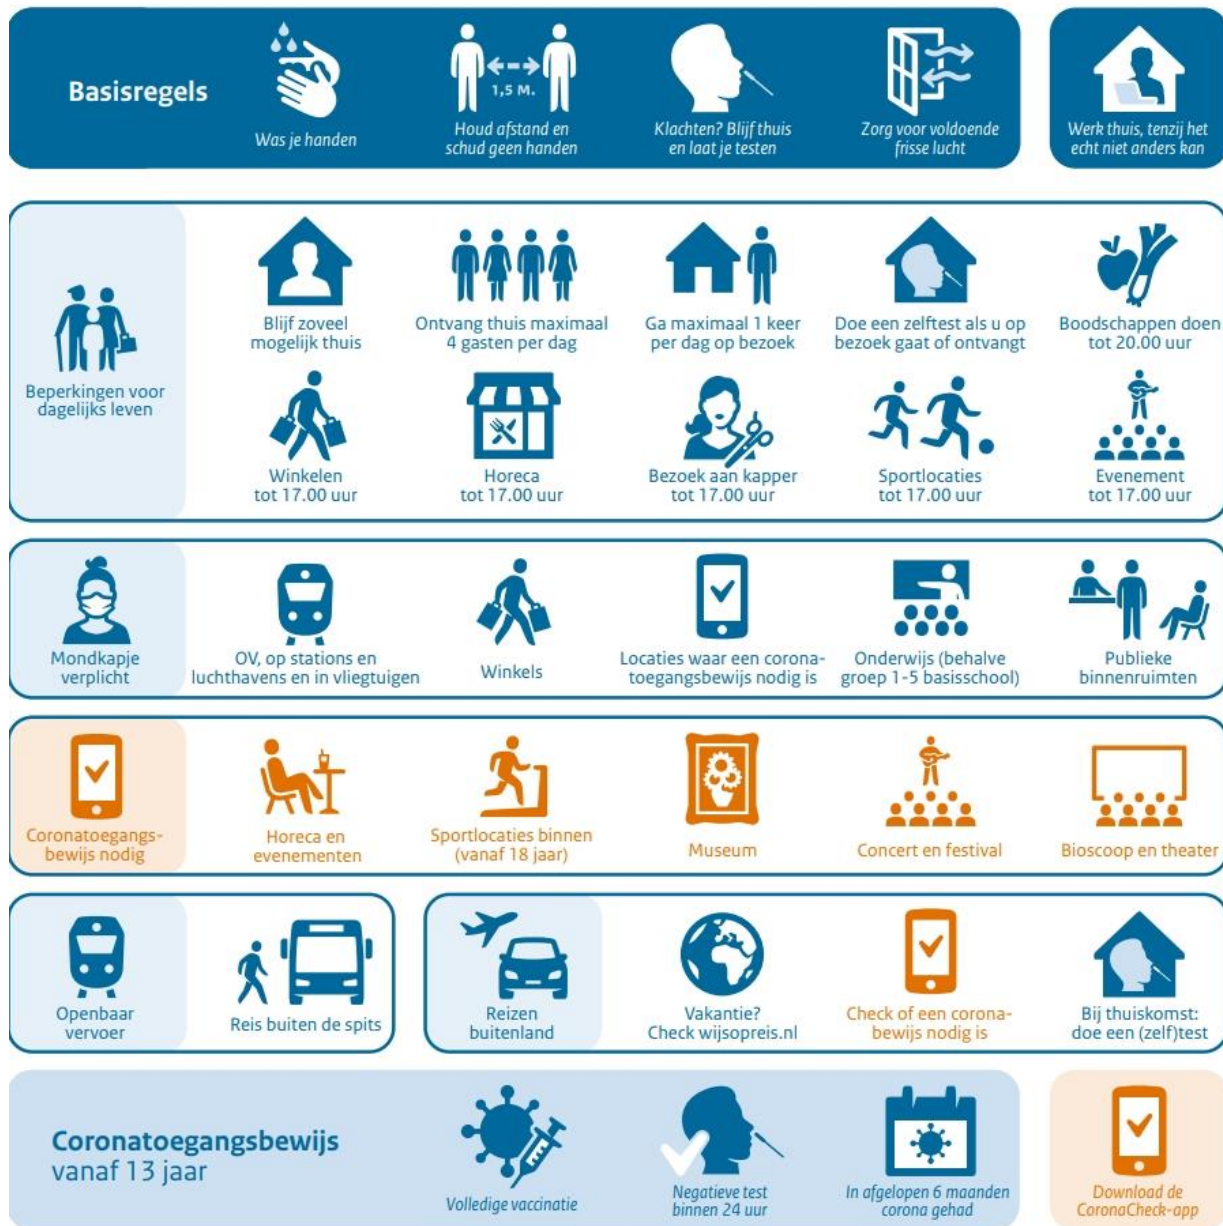 Basisregels
1,5 M.
Was je handen
Houd afstand en
schud geen handen
Klachten? Blijf thuis
en laat je testen
Zorg voor voldoende
frisse lucht
Werk thuis, tenzij het
echt niet anders kan
Beperkingen voor
dagelijks leven
Blijf zoveel
mogelijk thuis
Ontvang thuis maximaal
4 gasten per dag
Ga maximaal 1 keer
per dag op bezoek
Doe een zelftest als u op
bezoek gaat of ontvangt
Boodschappen doen
tot 20.00 uur
Winkelen
tot 17.00 uur
Horeca
tot 17.00 uur
Bezoek aan kapper
tot 17.00 uur
Sportlocaties
tot 17.00 uur
Evenement
tot 17.00 uur
Mondkapje
verplicht
OV, op stations en
luchthavens en in vliegtuigen
Winkels
Locaties waar een corona-
toegangsbewijs nodig is
Onderwijs (behalve
groep 1-5 basisschool)
Publieke
binnenruimten
Coronatoegangs-
bewijs nodig
Horeca en
evenementen
Sportlocaties binnen
(vanaf 18 jaar)
Museum
Concert en festival
Bioscoop en theater
Openbaar
vervoer
Reis buiten de spits
Reizen
buitenland
Vakantie?
Check wijsopreis.nl
Check of een corona-
bewijs nodig is
Bij thuiskomst:
doe een (zelf)test
Coronatoegangsbewijs
vanaf 13 jaar
Volledige vaccinatie
Negatieve test
binnen 24 uur
In afgelopen 6 maanden
corona gehad
Download de
CoronaCheck-app